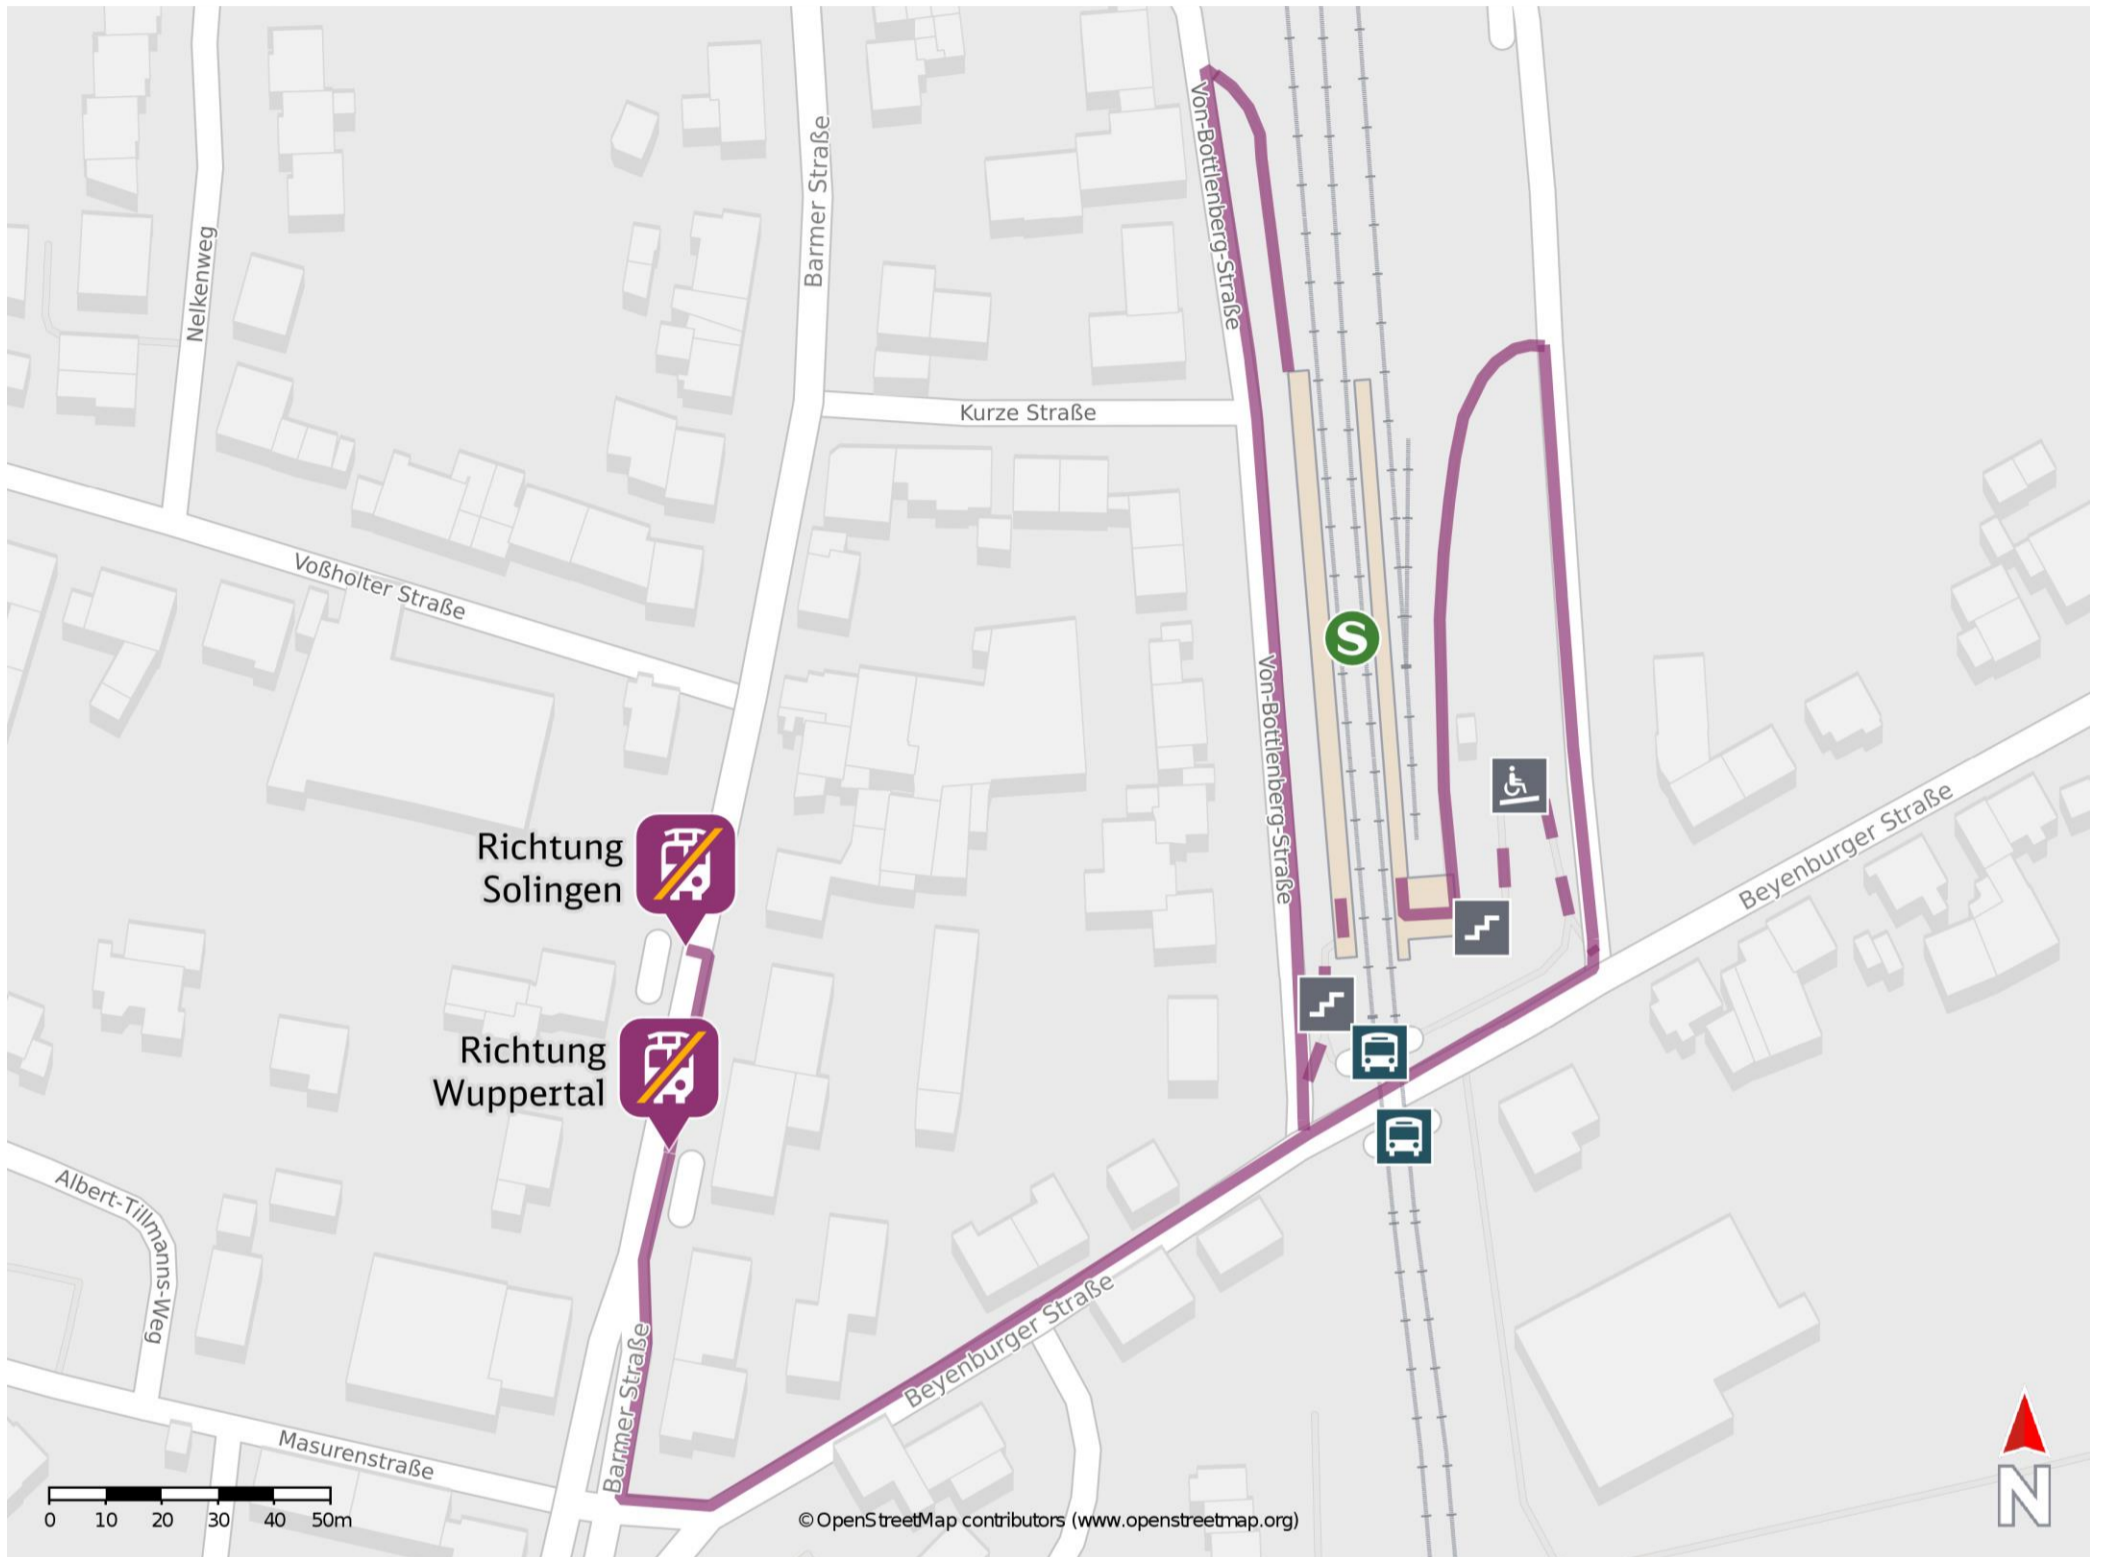 Von-Bottlenberg-Straße
Barmer Straße
Nelkenweg
Kurze Straße
S
Voßholter Straße
Von-Bottlenberg-Straße
Richtung
Solingen
Beyenburger Straße
Richtung
Wuppertal
Albert-Tillmanns-Weg
Beyenburger Straße
Barmer Straße
Masurenstraße
N
0 10 20 30 40 50m
© OpenStreetMap contributors (www.openstreetmap.org)